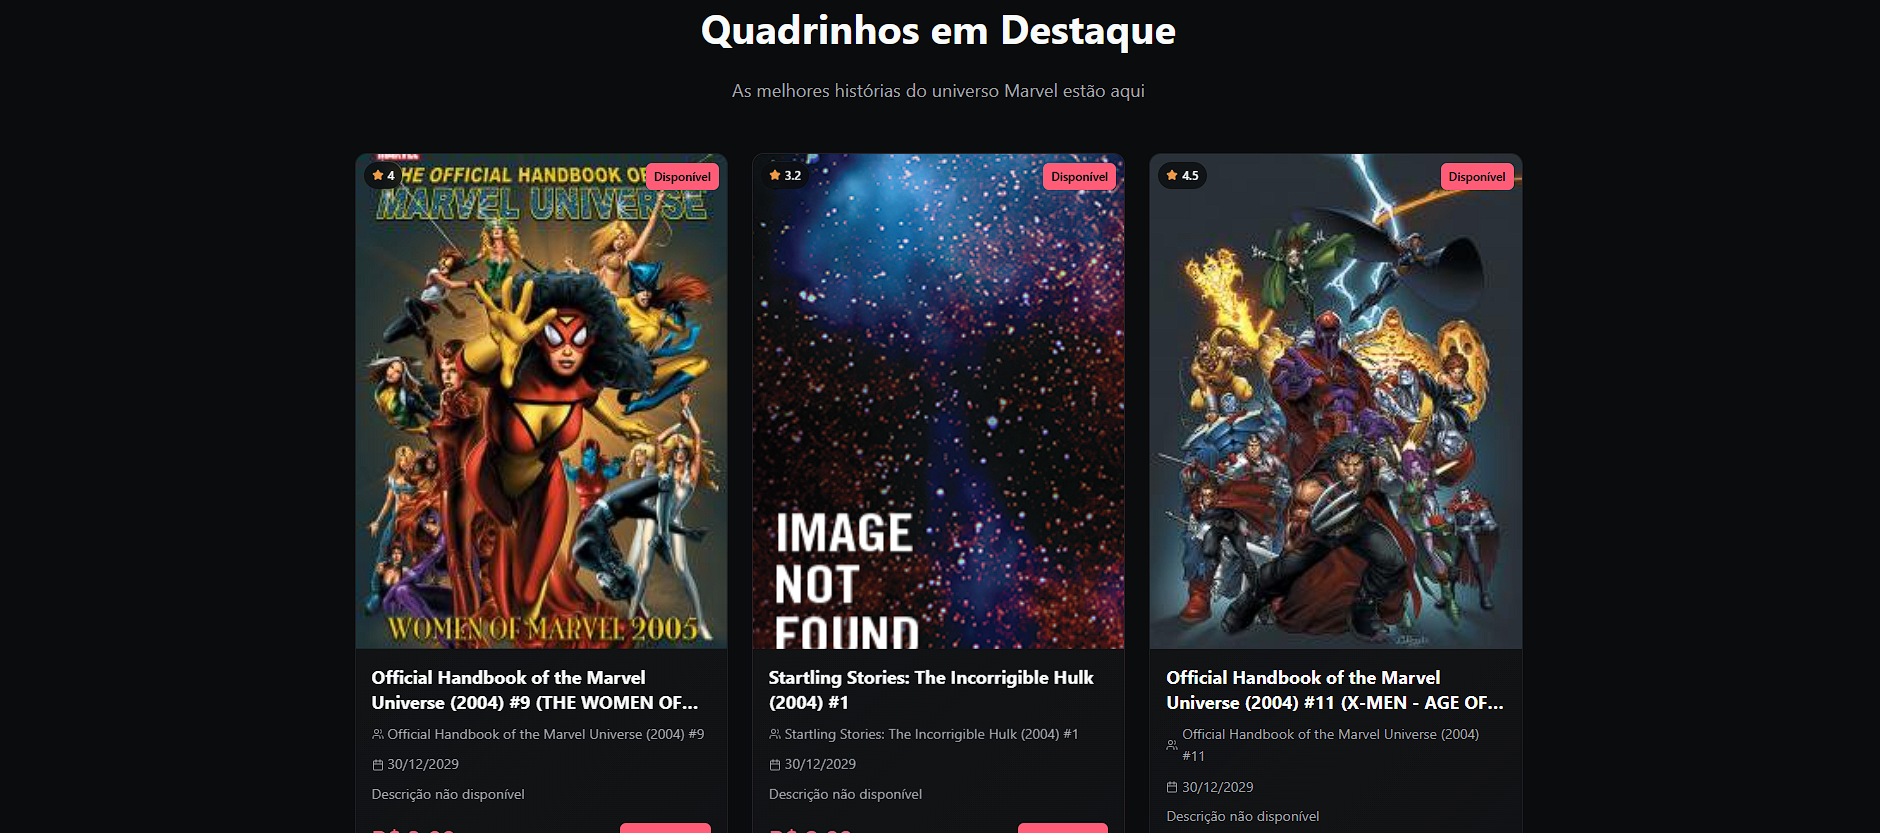 Quadrinhos em Destaque
As melhores histórias do universo Marvel estão aqui
4
HE OFFICIAL HANDBOOK OF
Disponível
MARVEL UNIVERSE
WOMEN OF MARVEL 2005
Official Handbook of the Marvel
Universe (2004) #9 (THE WOMEN OF...
Official Handbook of the Marvel Universe (2004) #9
30/12/2029
Descrição não disponível
3.2
Disponível
IMAGE
NOT
FOUND
Startling Stories: The Incorrigible Hulk
(2004) #1
Startling Stories: The Incorrigible Hulk (2004) #1
30/12/2029
Descrição não disponível
4.5
Disponível
Official Handbook of the Marvel
Universe (2004) #11 (X-MEN - AGE OF...
Official Handbook of the Marvel Universe (2004)
#11
30/12/2029
Descrição não disponível